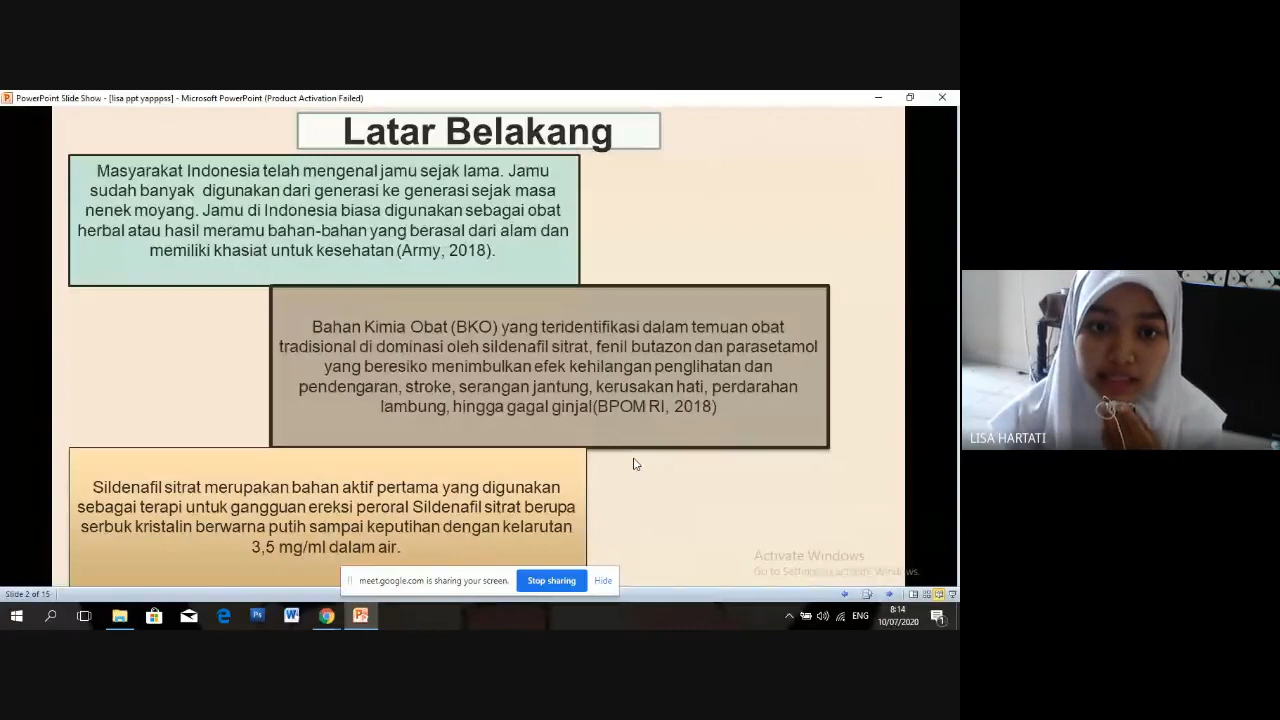 PowerPoint Slide Show - [lisa ppt yapppss] - Microsoft PowerPoint (Product Activation Failed)
Latar Belakang
Masyarakat Indonesia telah mengenal jamu sejak lama. Jamu
sudah banyak digunakan dari generasi ke generasi sejak masa
nenek moyang. Jamu di Indonesia biasa digunakan sebagai obat
herbal atau hasil meramu bahan-bahan yang berasal dari alam dan
memiliki khasiat untuk kesehatan (Army, 2018).
Bahan Kimia Obat (BKO) yang teridentifikasi dalam temuan obat
tradisional di dominasi oleh sildenafil sitrat, fenil butazon dan parasetamol
yang beresiko menimbulkan efek kehilangan penglihatan dan
pendengaran, stroke, serangan jantung, kerusakan hati, perdarahan
lambung, hingga gagal ginjal(BPOM RI, 2018)
LISA HARTATI
Sildenafil sitrat merupakan bahan aktif pertama yang digunakan
sebagai terapi untuk gangguan ereksi peroral Sildenafil sitrat berupa
serbuk kristalin berwarna putih sampai keputihan dengan kelarutan
3,5 mg/ml dalam air.
Activate Windows
Go to Settings to activate Windows.
meet.google.com is sharing your screen.
Stop sharing
Hide
Slide 2 of 15
ENG
8:14
10/07/2020